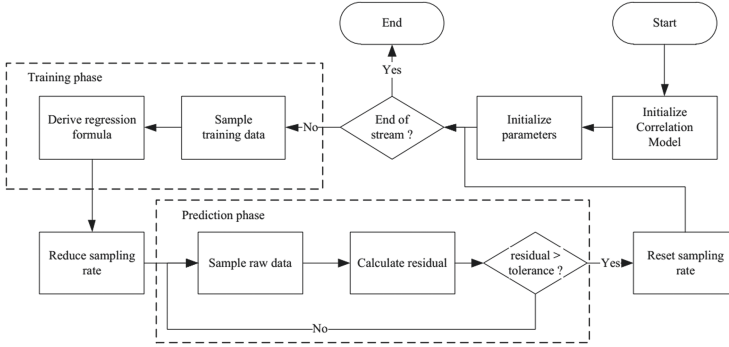 End
Start
Yes
Training phase
Derive regression
formula
Sample
training data
No
End of
stream ?
Initialize
parameters
Initialize
Correlation
Model
Prediction phase
Reduce sampling
rate
Sample raw data
Calculate residual
residual >
tolerance ?
Yes
Reset sampling
rate
No